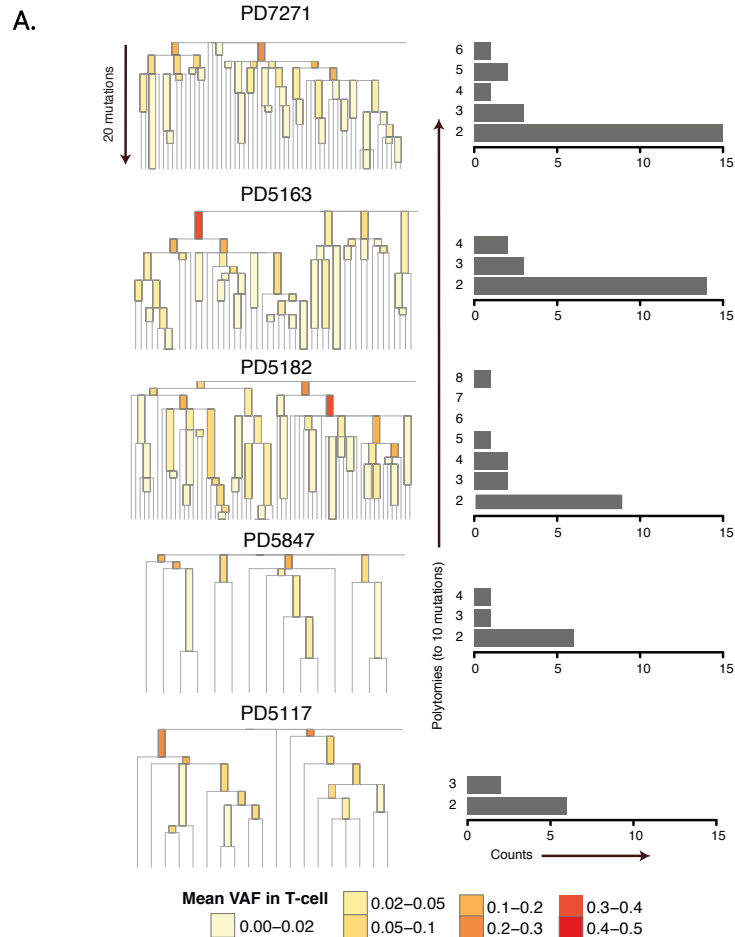 A.
PD7271
20 mutations
6
5
4
3
2
0 5 10 15
PD5163
4
3
2
0 5 10 15
PD5182
8
7
6
5
4
3
2
0 5 10 15
PD5847
4
3
2
0 5 10 15
Polytomies (to 10 mutations)
PD5117
3
2
0 5 10 15
Counts
Mean VAF in T-cell
0.00–0.02
0.02–0.05
0.05–0.1
0.1–0.2
0.2–0.3
0.3–0.4
0.4–0.5